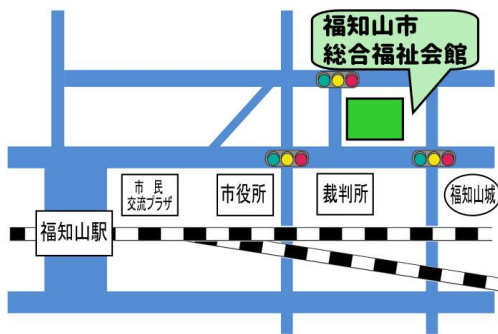 福知山市
総合福祉会館
市 民
交流プラザ
市役所
裁判所
福知山城
福知山駅